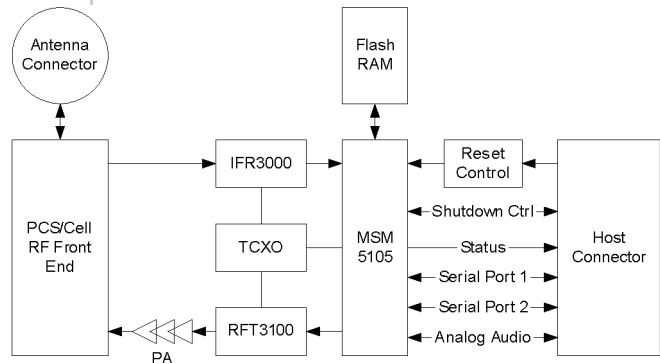 Antenna
Connector
Flash
RAM
PCS/Cell
RF Front
End
IFR3000
TCXO
RFT3100
PA
MSM
5105
Reset
Control
Shutdown Ctrl
Status
Serial Port 1
Serial Port 2
Analog Audio
Host
Connector